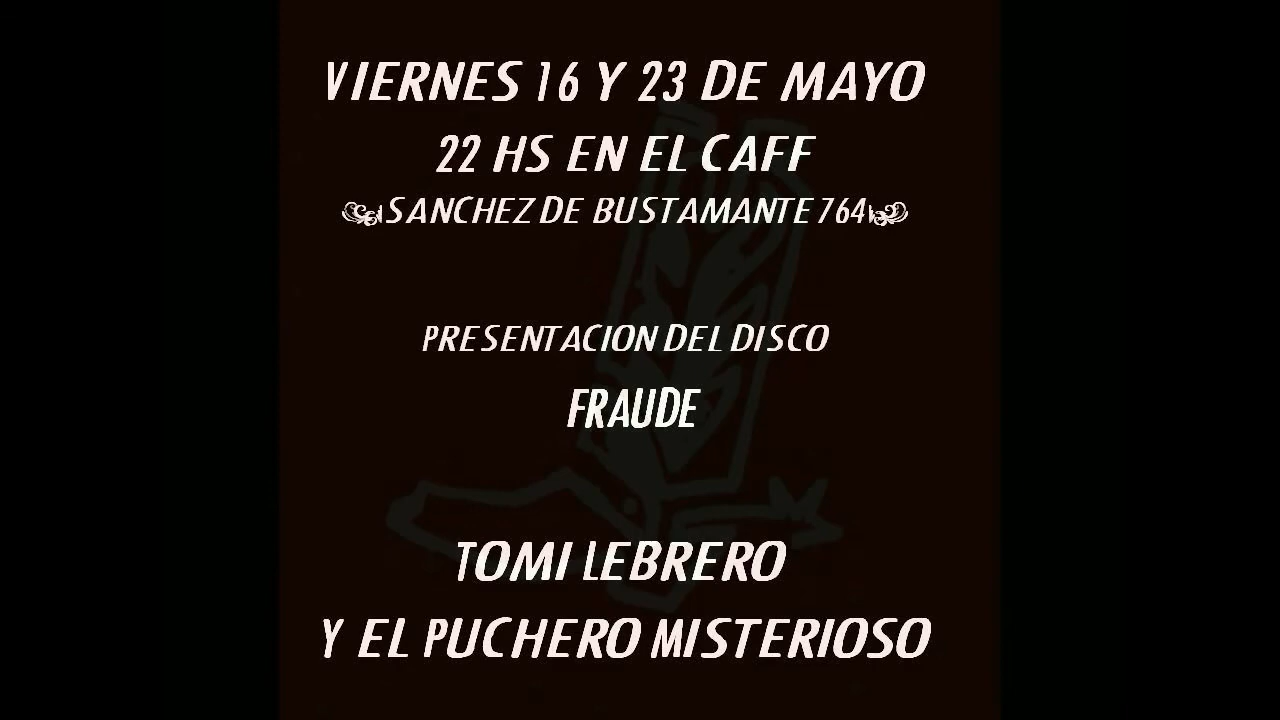 VIERNES 16 Y 23 DE MAYO
22 HS EN EL CAFF
SANCHEZ DE BUSTAMANTE 764
PRESENTACION DEL DISCO
FRAUDE
TOMI LEBRERO
Y EL PUCHERO MISTERIOSO